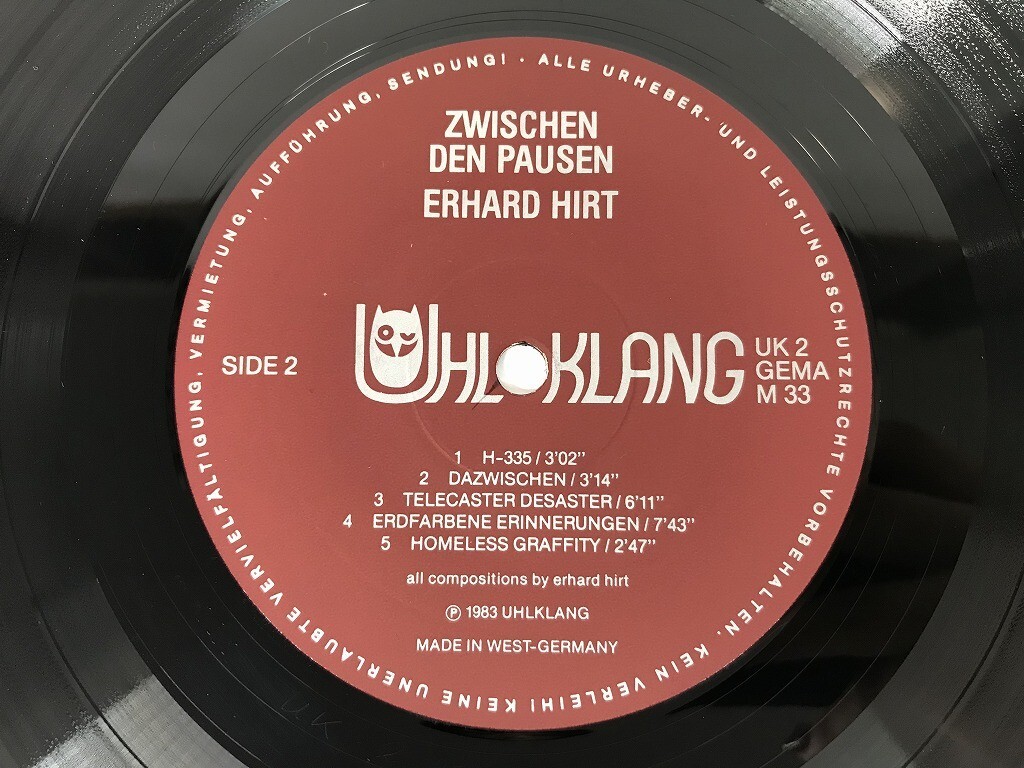 ZWISCHEN
DEN PAUSEN
ERHARD HIRT
SIDE 2
UHLKLANG
UK 2
GEMA
M 33
1 H-335 / 3'02"
2 DAZWISCHEN / 3'14"
3 TELECASTER DESASTER / 6'11"
4 ERDFARBENE ERINNERUNGEN / 7'43"
5 HOMELESS GRAFFITY / 2'47"
all compositions by erhard hirt
Ⓟ 1983 UHLKLANG
MADE IN WEST-GERMANY
ALLE URHEBER- UND LEISTUNGSSCHUTZRECHTE VORBEHALTEN. KEIN VERLEIH! KEINE UNERLAUBTE VERVIELFÄLTIGUNG, VERMIETUNG, AUFFÜHRUNG, SENDUNG! ·
UK